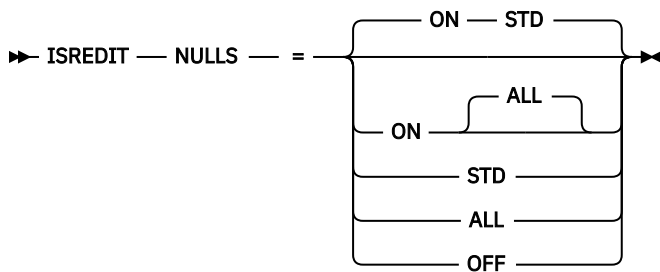 ON STD
ISREDIT NULLS =
ALL
ON
STD
ALL
OFF